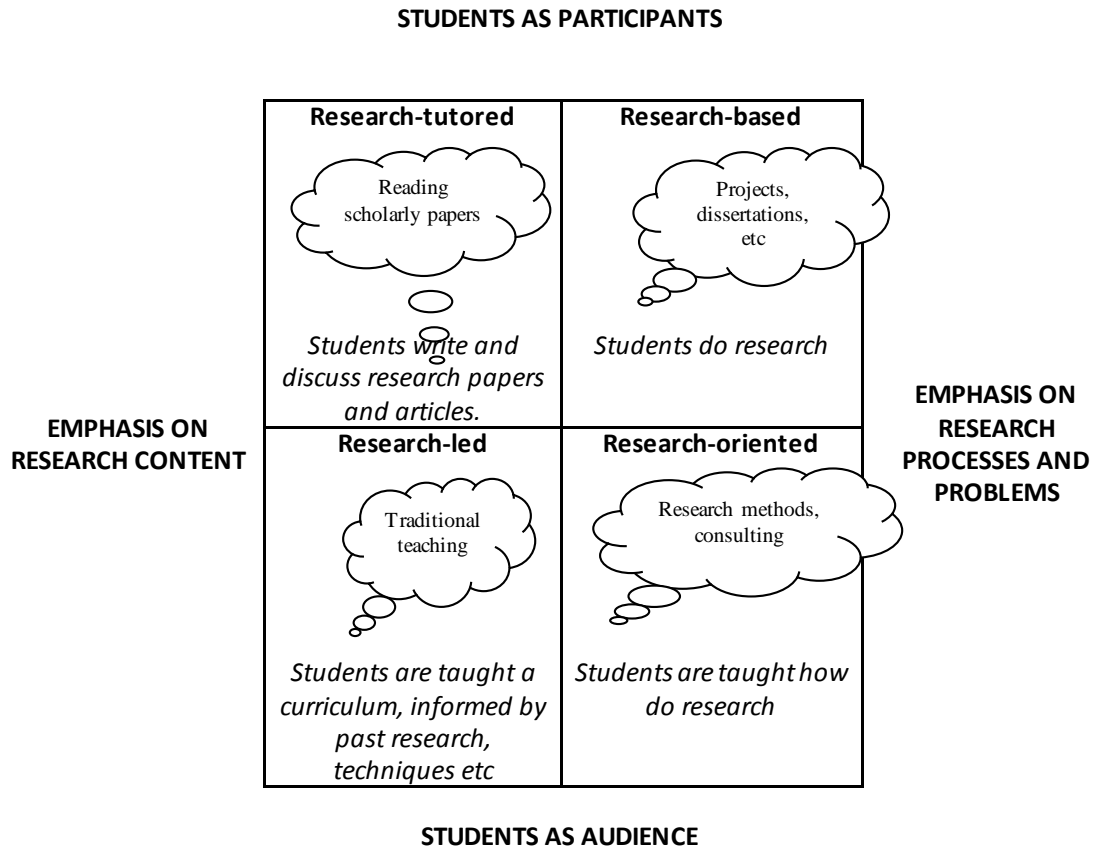 STUDENTS AS PARTICIPANTS
Research-tutored
Reading
scholarly papers
Students write and
discuss research papers
and articles.
Research-based
Projects,
dissertations,
etc
Students do research
EMPHASIS ON
RESEARCH CONTENT
EMPHASIS ON
RESEARCH
PROCESSES AND
PROBLEMS
Research-led
Traditional
teaching
Students are taught a
curriculum, informed by
past research,
techniques etc
Research-oriented
Research methods,
consulting
Students are taught how
do research
STUDENTS AS AUDIENCE